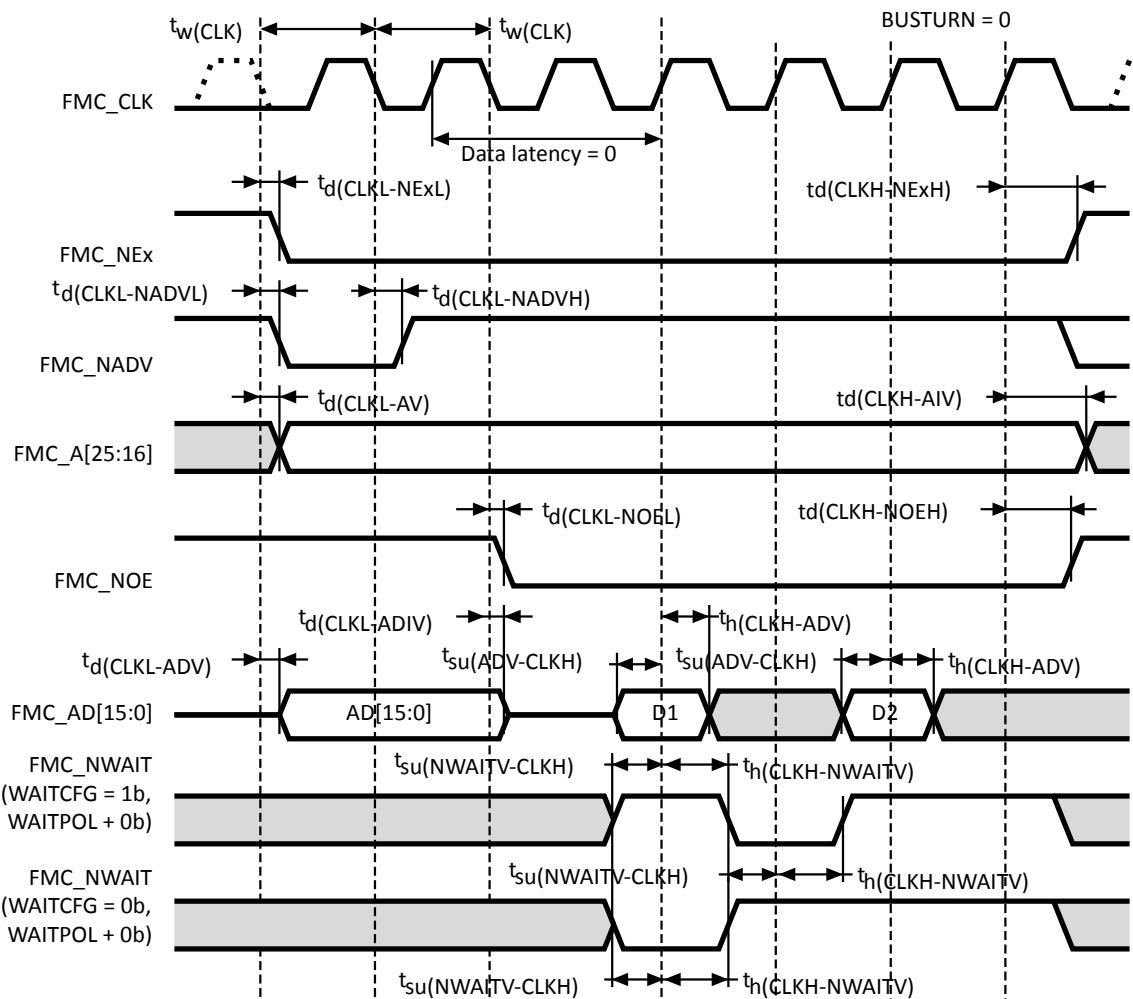 BUSTURN = 0
tw(CLK) tw(CLK)
FMC_CLK
Data latency = 0
td(CLKL-NExL) td(CLKH-NExH)
FMC_NEx
td(CLKL-NADVL) td(CLKL-NADVH)
FMC_NADV
td(CLKL-AV) td(CLKH-AIV)
FMC_A[25:16]
td(CLKL-NOEL) td(CLKH-NOEH)
FMC_NOE
td(CLKL-ADIV) th(CLKH-ADV)
td(CLKL-ADV) tsu(ADV-CLKH) tsu(ADV-CLKH) th(CLKH-ADV)
FMC_AD[15:0] AD[15:0] D1 D2
FMC_NWAIT tsu(NWAITV-CLKH) th(CLKH-NWAITV)
(WAITCFG = 1b,
WAITPOL + 0b)
tsu(NWAITV-CLKH) th(CLKH-NWAITV)
FMC_NWAIT
(WAITCFG = 0b,
WAITPOL + 0b)
tsu(NWAITV-CLKH) th(CLKH-NWAITV)